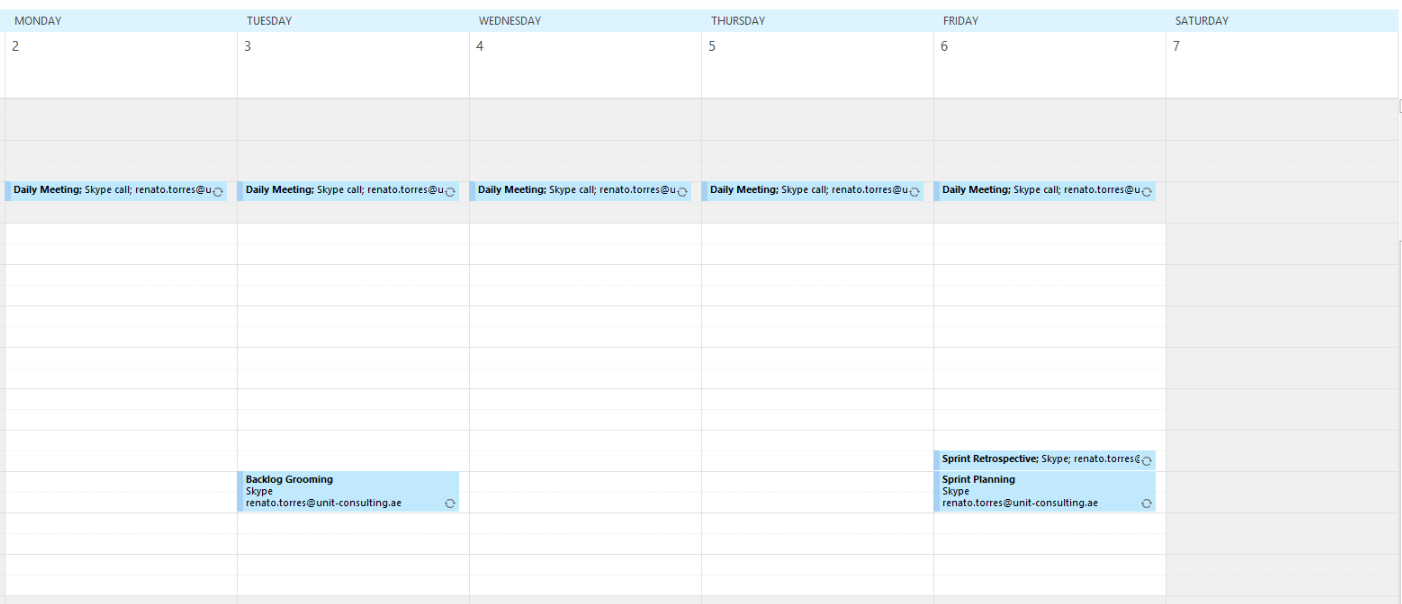 MONDAY TUESDAY WEDNESDAY THURSDAY FRIDAY SATURDAY
2 3 4 5 6 7
Daily Meeting; Skype call; renato.torres@u Daily Meeting; Skype call; renato.torres@u Daily Meeting; Skype call; renato.torres@u Daily Meeting; Skype call; renato.torres@u Daily Meeting; Skype call; renato.torres@u
Sprint Retrospective; Skype; renato.torres@
Backlog Grooming
Skype
renato.torres@unit-consulting.ae
Sprint Planning
Skype
renato.torres@unit-consulting.ae